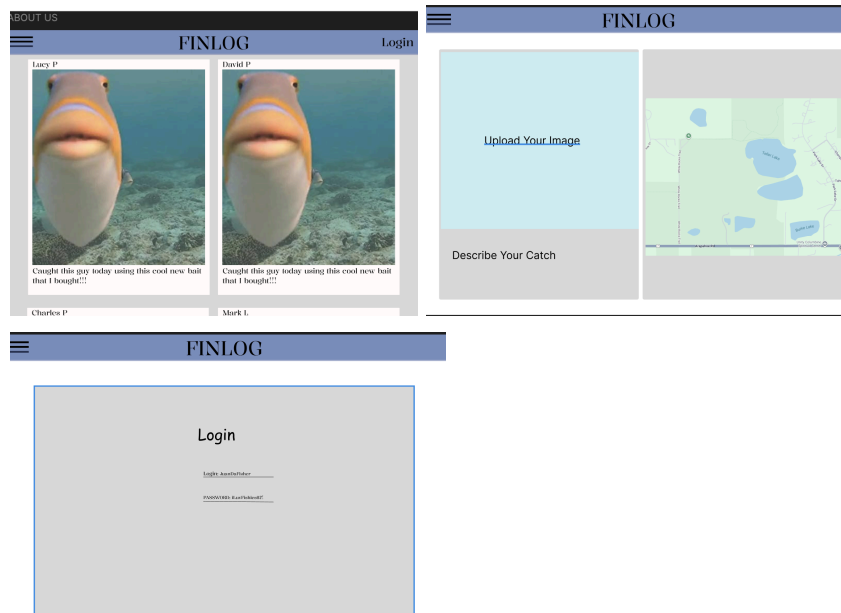 ABOUT US
FINLOG
Login
Lucy P
David P
Caught this guy today using this cool new bait
that I bought!!!
Caught this guy today using this cool new bait
that I bought!!!
Charles P
Mark L
FINLOG
Upload Your Image
Describe Your Catch
FINLOG
Login
Login:
PASSWORD: